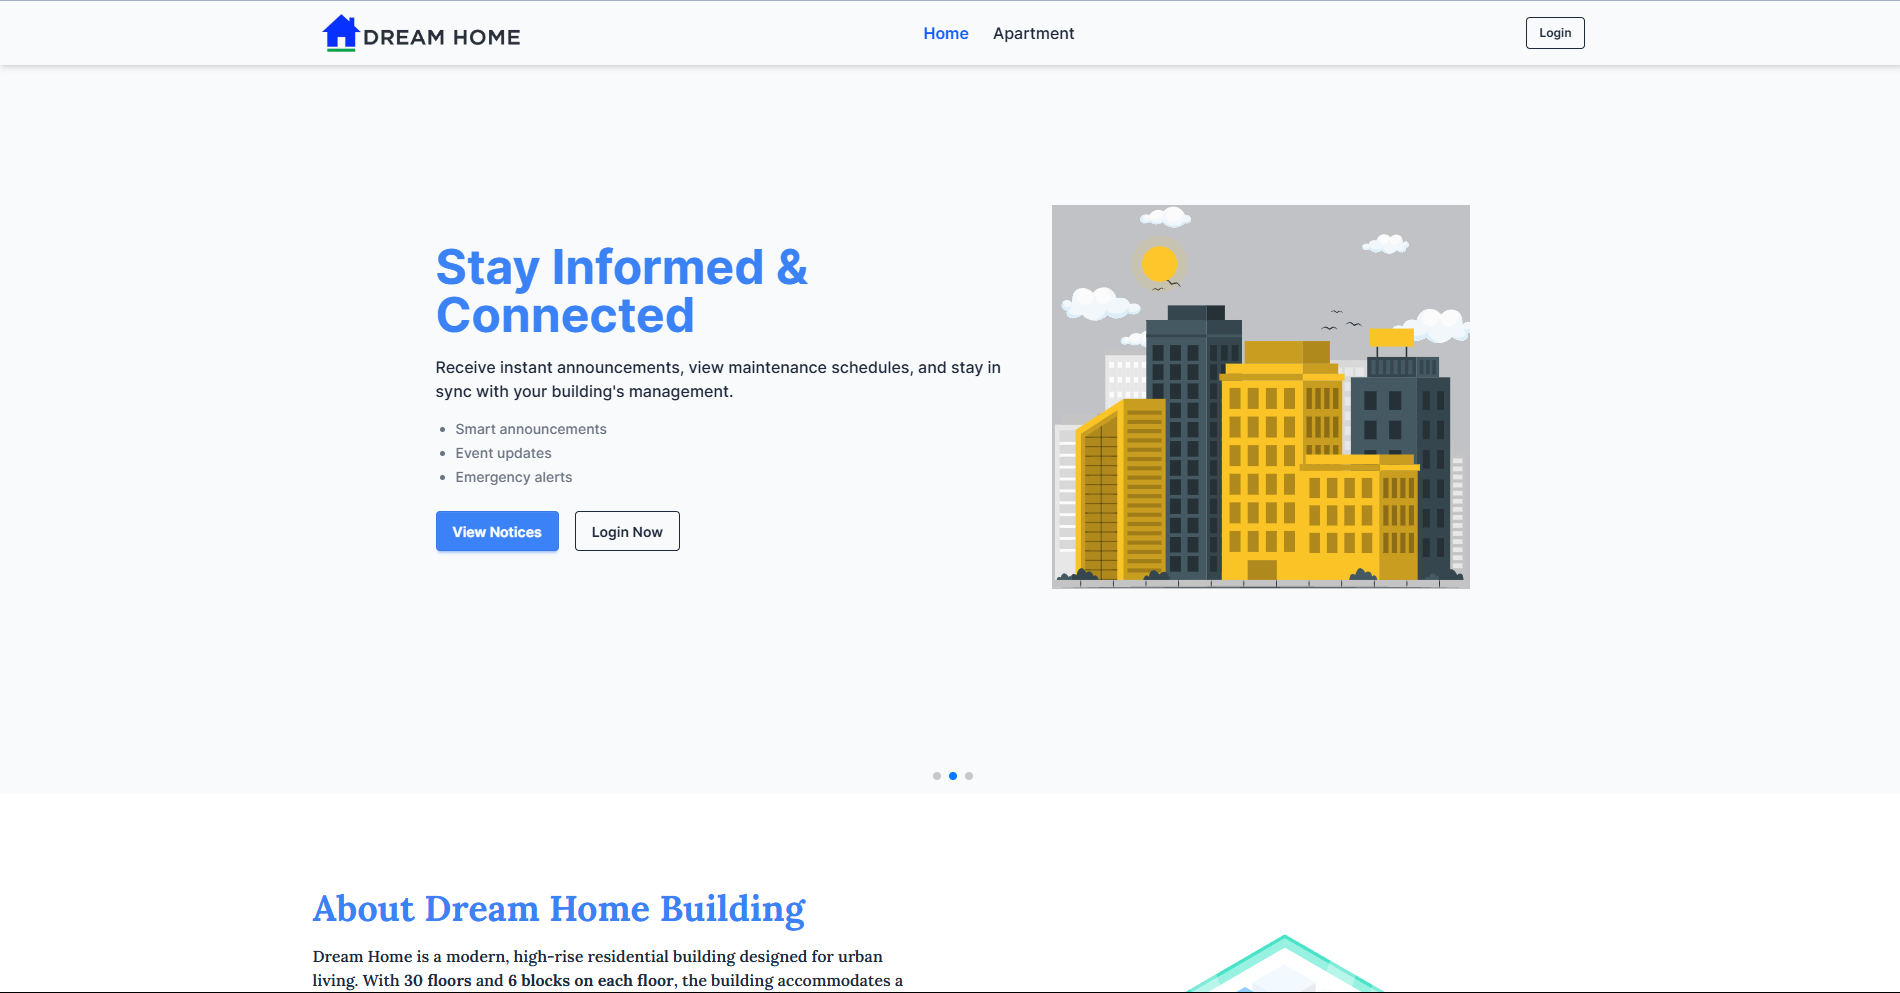 DREAM HOME
Home
Apartment
Login
Stay Informed &
Connected
Receive instant announcements, view maintenance schedules, and stay in
sync with your building's management.
Smart announcements
Event updates
Emergency alerts
View Notices
Login Now
About Dream Home Building
Dream Home is a modern, high-rise residential building designed for urban
living. With 30 floors and 6 blocks on each floor, the building accommodates a